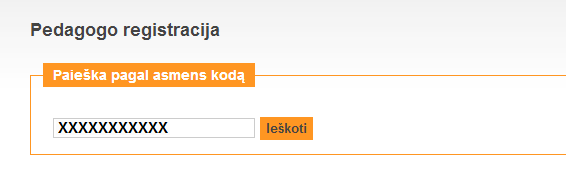 Pedagogo registracija
Paieška pagal asmens kodą
XXXXXXXXXXX Ieškoti